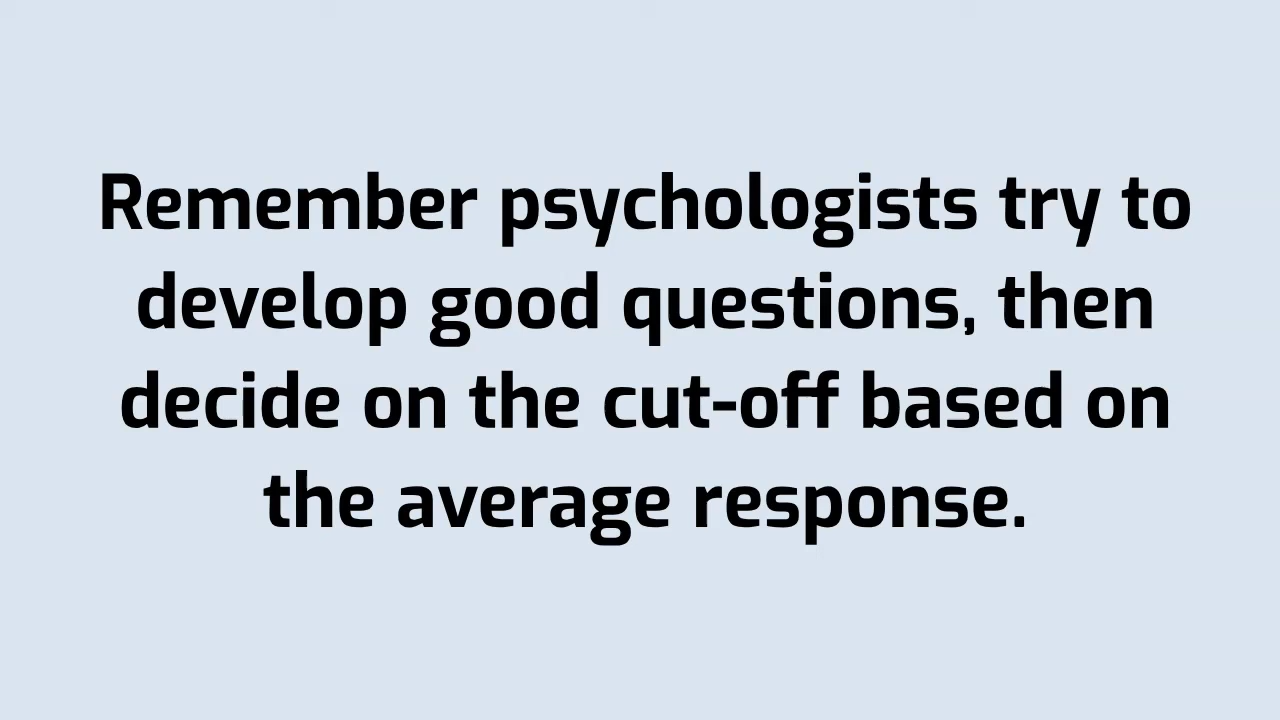 Remember psychologists try to
develop good questions, then
decide on the cut-off based on
the average response.